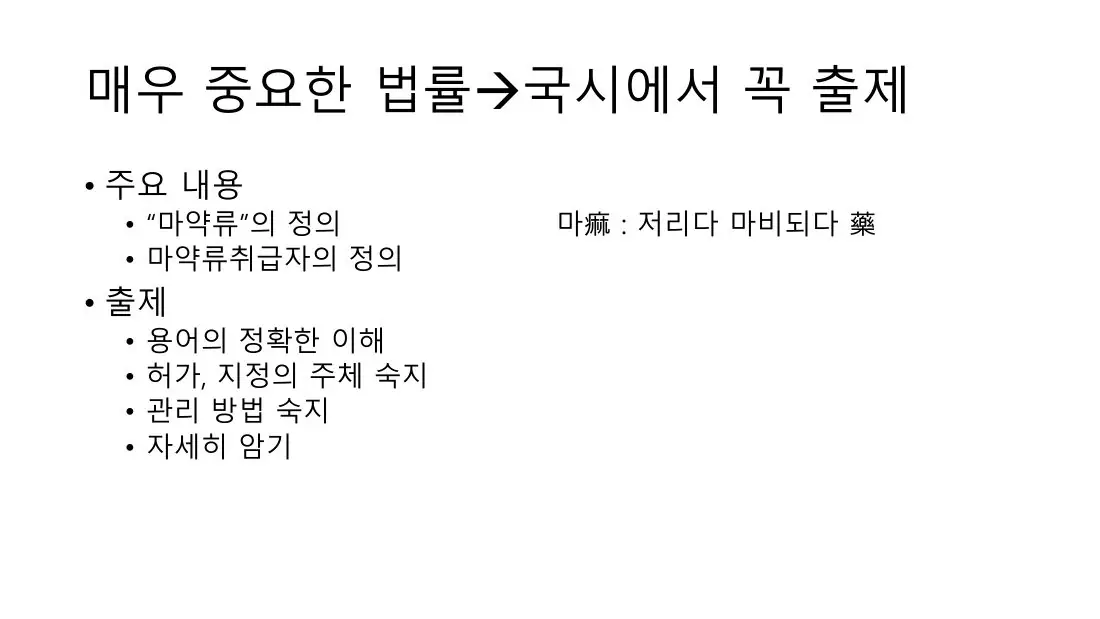 매우 중요한 법률→국시에서 꼭 출제
• 주요 내용
• “마약류”의 정의
마痲 : 저리다 마비되다 藥
• 마약류취급자의 정의
• 출제
• 용어의 정확한 이해
• 허가, 지정의 주체 숙지
• 관리 방법 숙지
• 자세히 암기